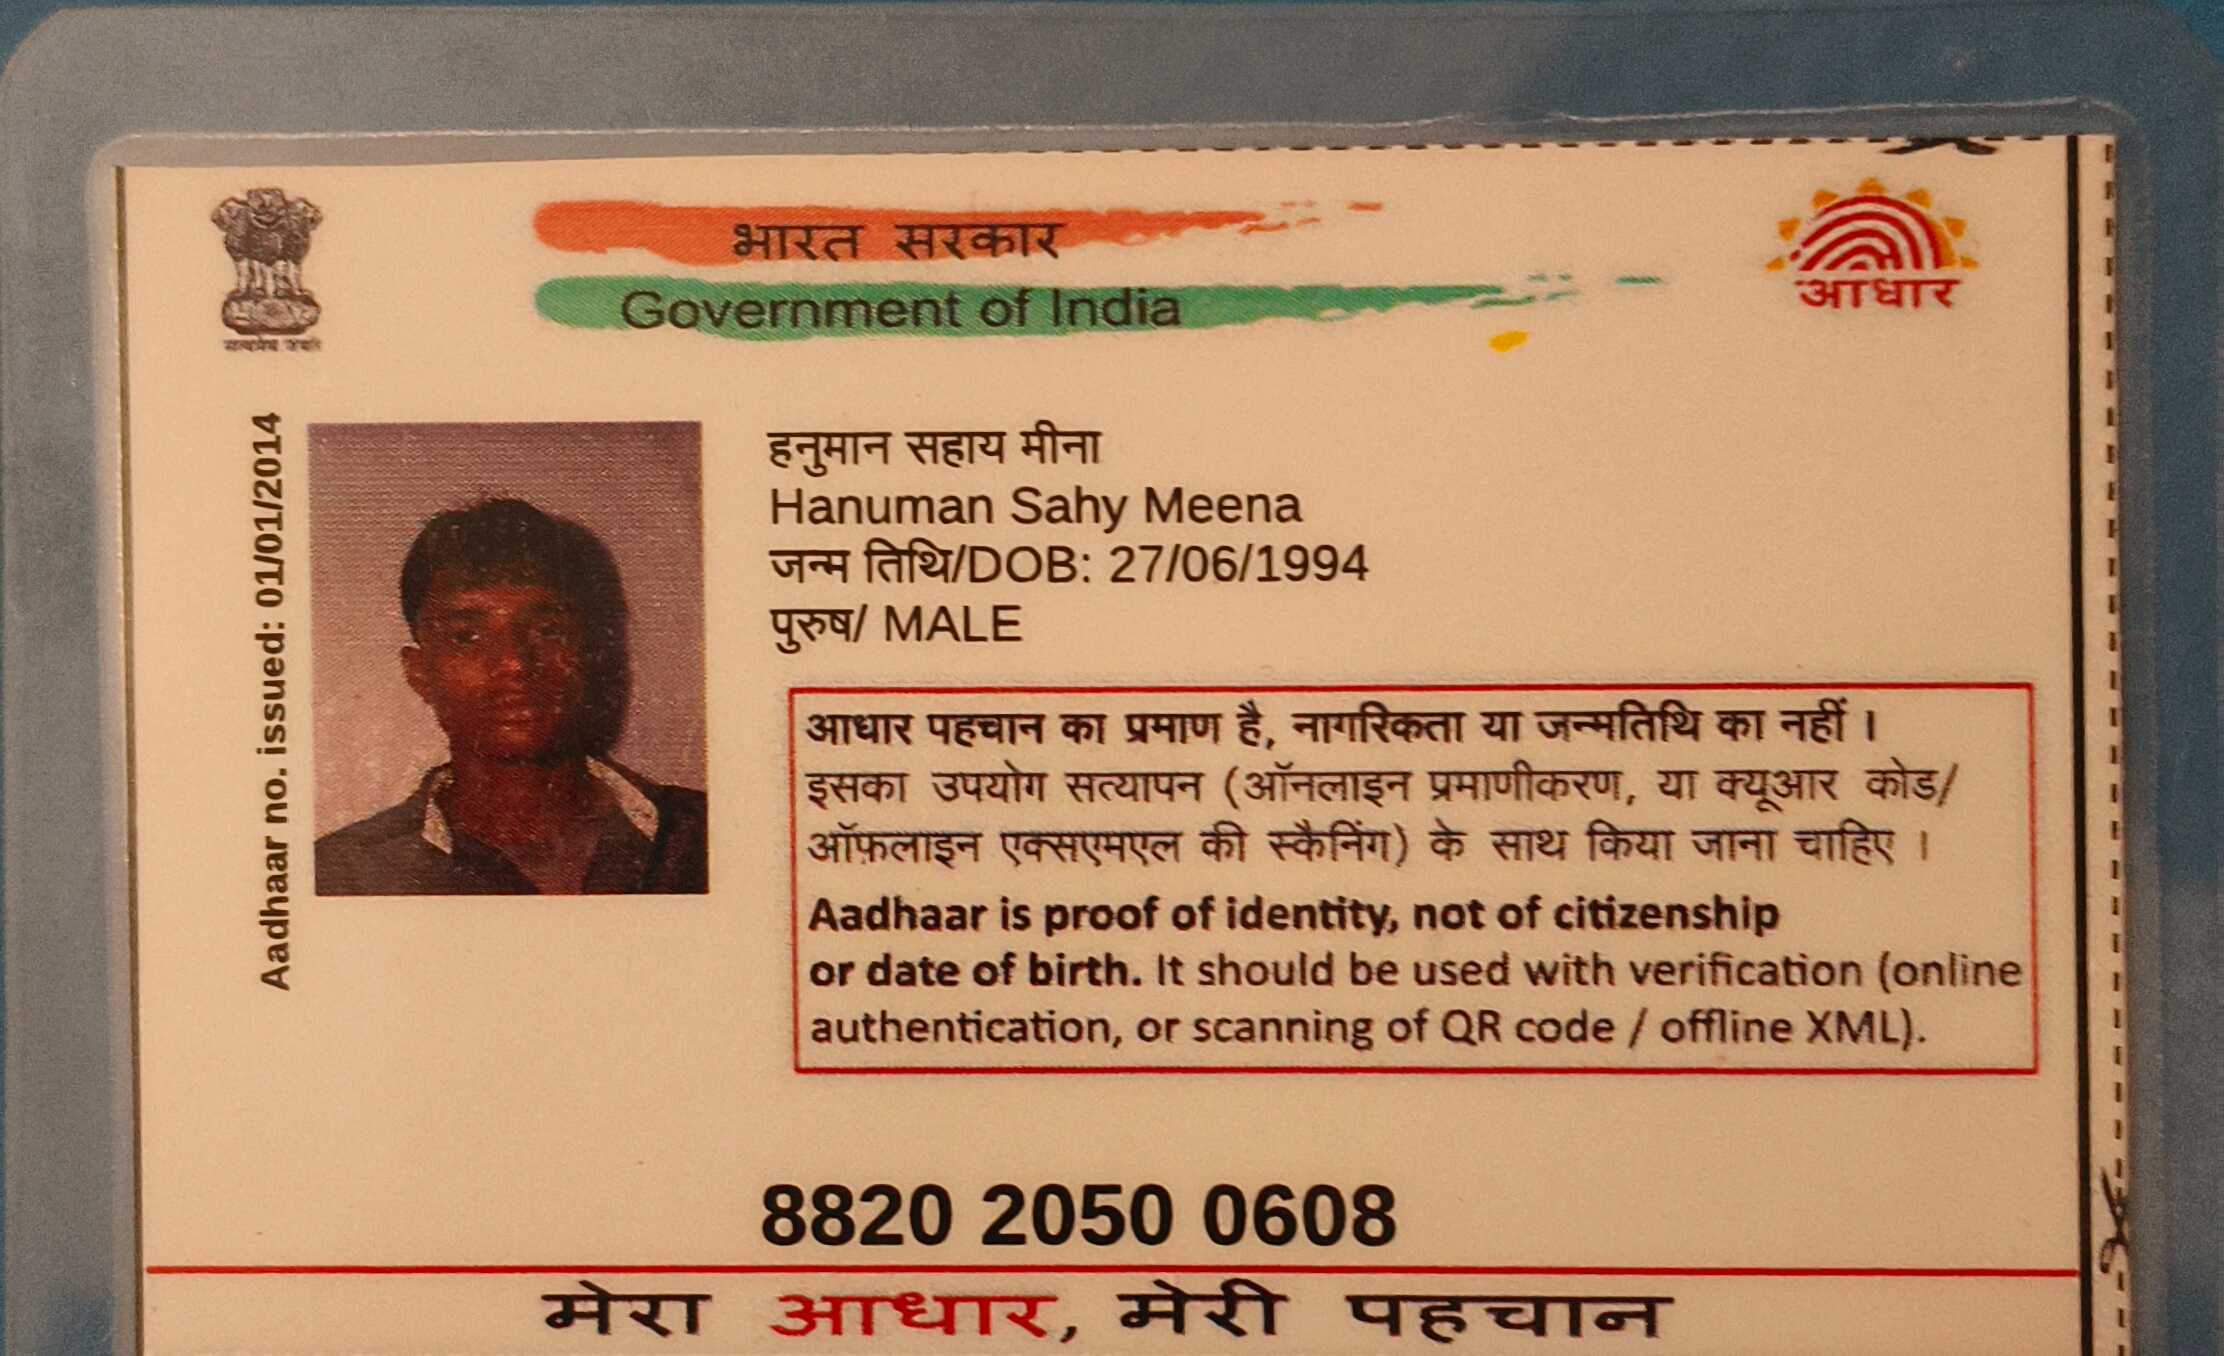 भारत सरकार
Government of India
आधार
सत्यमेव जयते
Aadhaar no. issued: 01/01/2014
हनुमान सहाय मीना
Hanuman Sahy Meena
जन्म तिथि/DOB: 27/06/1994
पुरुष/ MALE
आधार पहचान का प्रमाण है, नागरिकता या जन्मतिथि का नहीं ।
इसका उपयोग सत्यापन (ऑनलाइन प्रमाणीकरण, या क्यूआर कोड/
ऑफ़लाइन एक्सएमएल की स्कैनिंग) के साथ किया जाना चाहिए ।
Aadhaar is proof of identity, not of citizenship
or date of birth. It should be used with verification (online
authentication, or scanning of QR code / offline XML).
8820 2050 0608
मेरा आधार, मेरी पहचान